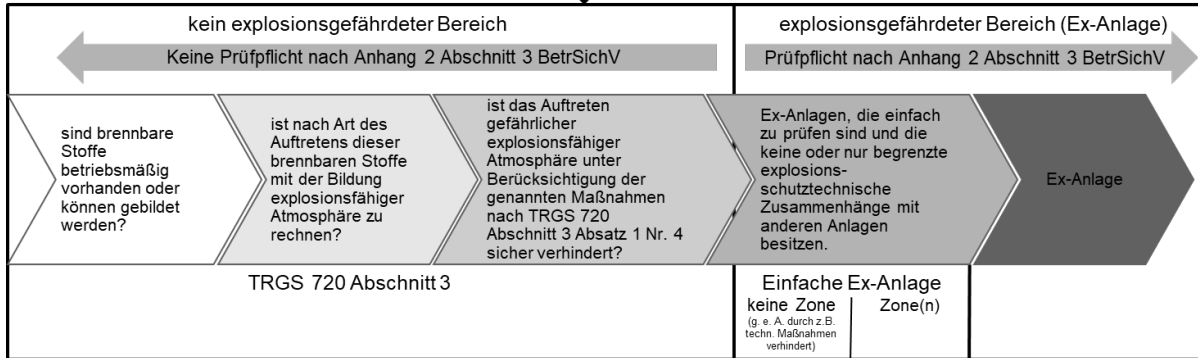 kein explosionsgefährdeter Bereich
explosionsgefährdeter Bereich (Ex-Anlage)
Keine Prüfpflicht nach Anhang 2 Abschnitt 3 BetrSichV
Prüfpflicht nach Anhang 2 Abschnitt 3 BetrSichV
sind brennbare
Stoffe
betriebsmäßig
vorhanden oder
können gebildet
werden?
ist nach Art des
Auftretens dieser
brennbaren Stoffe
mit der Bildung
explosionsfähiger
Atmosphäre zu
rechnen?
ist das Auftreten
gefährlicher
explosionsfähiger
Atmosphäre unter
Berücksichtigung der
genannten Maßnahmen
nach TRGS 720
Abschnitt 3 Absatz 1 Nr. 4
sicher verhindert?
Ex-Anlagen, die einfach
zu prüfen sind und die
keine oder nur begrenzte
explosions-
schutztechnische
Zusammenhänge mit
anderen Anlagen
besitzen.
Ex-Anlage
TRGS 720 Abschnitt 3
Einfache Ex-Anlage
keine Zone
(g. e. A. durch z.B.
techn. Maßnahmen
verhindert)
Zone(n)